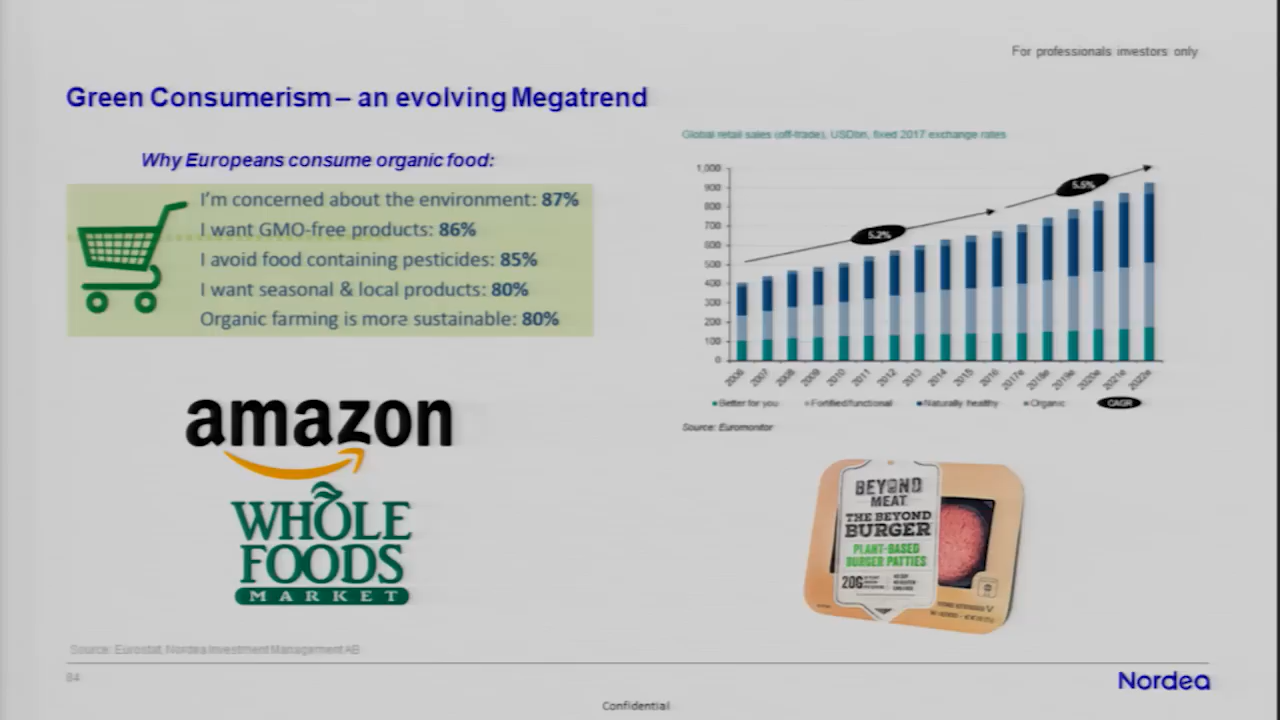 For professionals investors only
Green Consumerism – an evolving Megatrend
Why Europeans consume organic food:
I'm concerned about the environment: 87%
I want GMO-free products: 86%
I avoid food containing pesticides: 85%
I want seasonal & local products: 80%
Organic farming is more sustainable: 80%
Global retail sales (off-trade), USDbn, fixed 2017 exchange rates
1,000
900
800
700
600
500
400
300
200
100
0
5.2%
5.5%
2006 2007 2008 2009 2010 2011 2012 2013 2014 2015 2016 2017e 2018e 2019e 2020e 2021e 2022e
Better for you Fortified/functional Naturally healthy Organic CAGR
Source: Euromonitor
amazon
WHOLE
FOODS
MARKET
BEYOND
MEAT
THE BEYOND
BURGER
PLANT-BASED
BURGER PATTIES
20G
Source: Eurostat, Nordea Investment Management AB
84
Nordea
Confidential